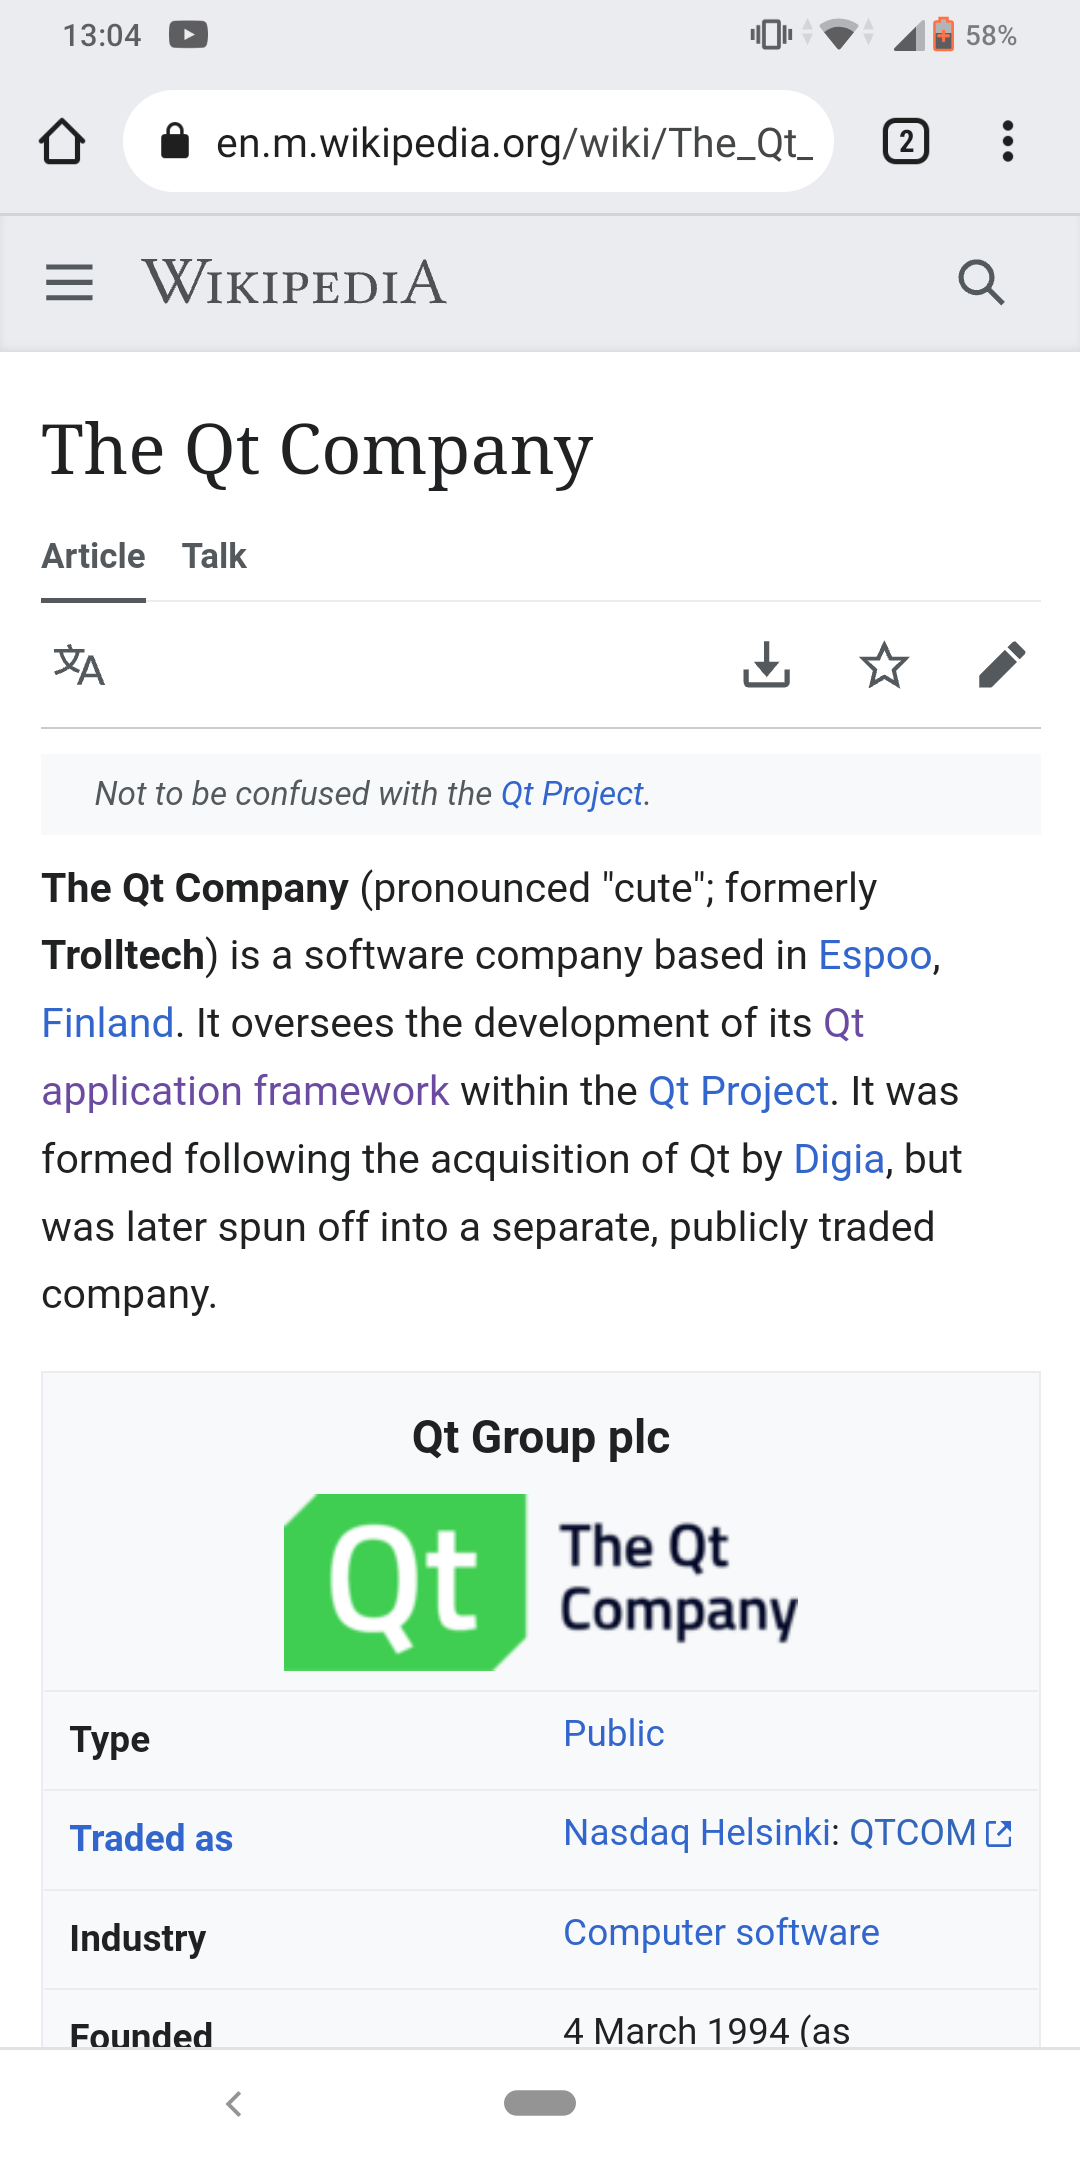 13:04 58%
en.m.wikipedia.org/wiki/The_Qt_ 2
WIKIPEDIA
The Qt Company
Article Talk
文A
Not to be confused with the Qt Project.
The Qt Company (pronounced "cute"; formerly
Trolltech) is a software company based in Espoo,
Finland. It oversees the development of its Qt
application framework within the Qt Project. It was
formed following the acquisition of Qt by Digia, but
was later spun off into a separate, publicly traded
company.
Qt Group plc
Qt The Qt
Company
Type Public
Traded as Nasdaq Helsinki: QTCOM
Industry Computer software
Founded 4 March 1994 (as